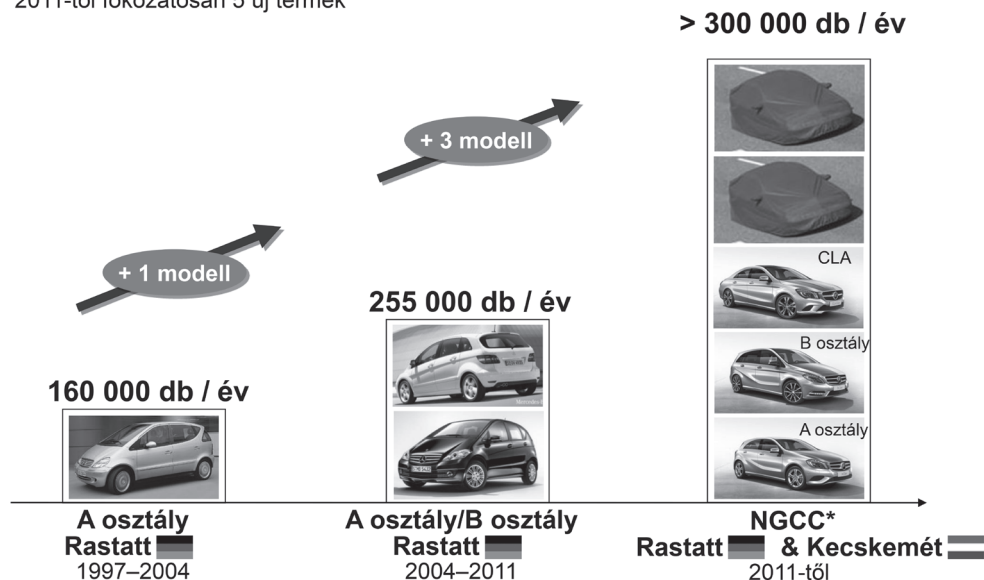 2011-től fokozatosan 5 új termék
> 300 000 db / év
+ 3 modell
+ 1 modell
CLA
255 000 db / év
B osztály
160 000 db / év
A osztály
A osztály
Rastatt
1997–2004
A osztály/B osztály
Rastatt
2004–2011
NGCC*
Rastatt & Kecskemét
2011-től